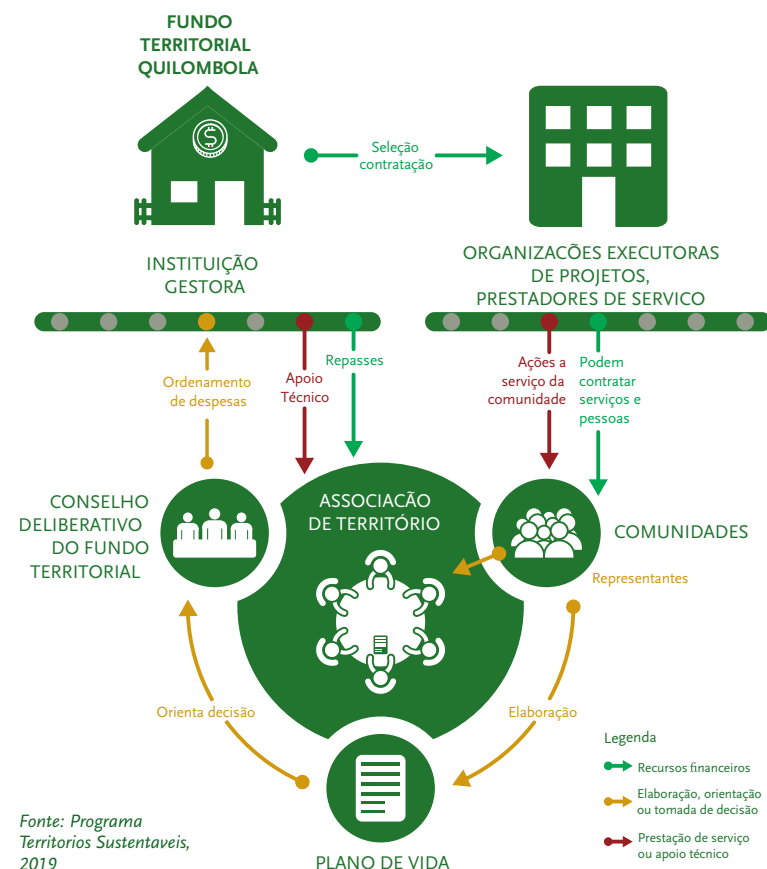 FUNDO
TERRITORIAL
QUILOMBOLA
Seleção
contratação
INSTITUIÇÃO
GESTORA
ORGANIZACÕES EXECUTORAS
DE PROJETOS,
PRESTADORES DE SERVICO
Ordenamento
de despesas
Apoio
Técnico
Repasses
Ações a
serviço da
comunidade
Podem
contratar
serviços e
pessoas
CONSELHO
DELIBERATIVO
DO FUNDO
TERRITORIAL
ASSOCIACÃO
DE TERRITÓRIO
COMUNIDADES
Representantes
Orienta decisão
Elaboração
PLANO DE VIDA
Legenda
Recursos financeiros
Elaboração, orientação
ou tomada de decisão
Prestação de serviço
ou apoio técnico
Fonte: Programa
Territorios Sustentaveis,
2019